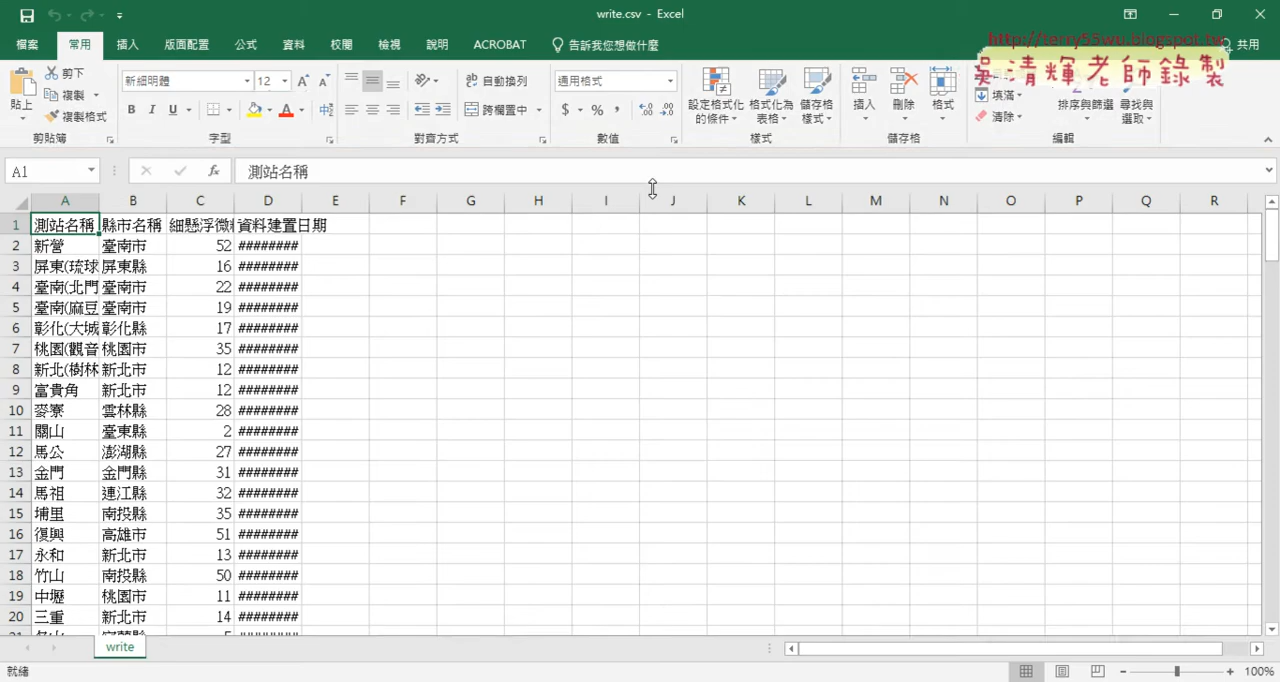 write.csv - Excel
http://terry55wu.blogspot.tw
吳清輝老師錄製
檔案 常用 插入 版面配置 公式 資料 校閱 檢視 說明 ACROBAT 告訴我您想做什麼 共用
貼上 剪下 複製 複製格式
新細明體 12
B I U
自動換列
跨欄置中
通用格式
$ %
設定格式化的條件 格式化為表格 儲存格樣式
插入 刪除 格式
填滿 清除
排序與篩選 尋找與選取
剪貼簿 字型 對齊方式 數值 樣式 儲存格 編輯
A1 fx 測站名稱
A B C D E F G H I J K L M N O P Q R
1 測站名稱 縣市名稱 細懸浮微 資料建置日期
2 新營 臺南市 52 ########
3 屏東(琉球 屏東縣 16 ########
4 臺南(北門 臺南市 22 ########
5 臺南(麻豆 臺南市 19 ########
6 彰化(大城 彰化縣 17 ########
7 桃園(觀音 桃園市 35 ########
8 新北(樹林 新北市 12 ########
9 富貴角 新北市 12 ########
10 麥寮 雲林縣 28 ########
11 關山 臺東縣 2 ########
12 馬公 澎湖縣 27 ########
13 金門 金門縣 31 ########
14 馬祖 連江縣 32 ########
15 埔里 南投縣 35 ########
16 復興 高雄市 51 ########
17 永和 新北市 13 ########
18 竹山 南投縣 50 ########
19 中壢 桃園市 11 ########
20 三重 新北市 14 ########
write
就緒 100%